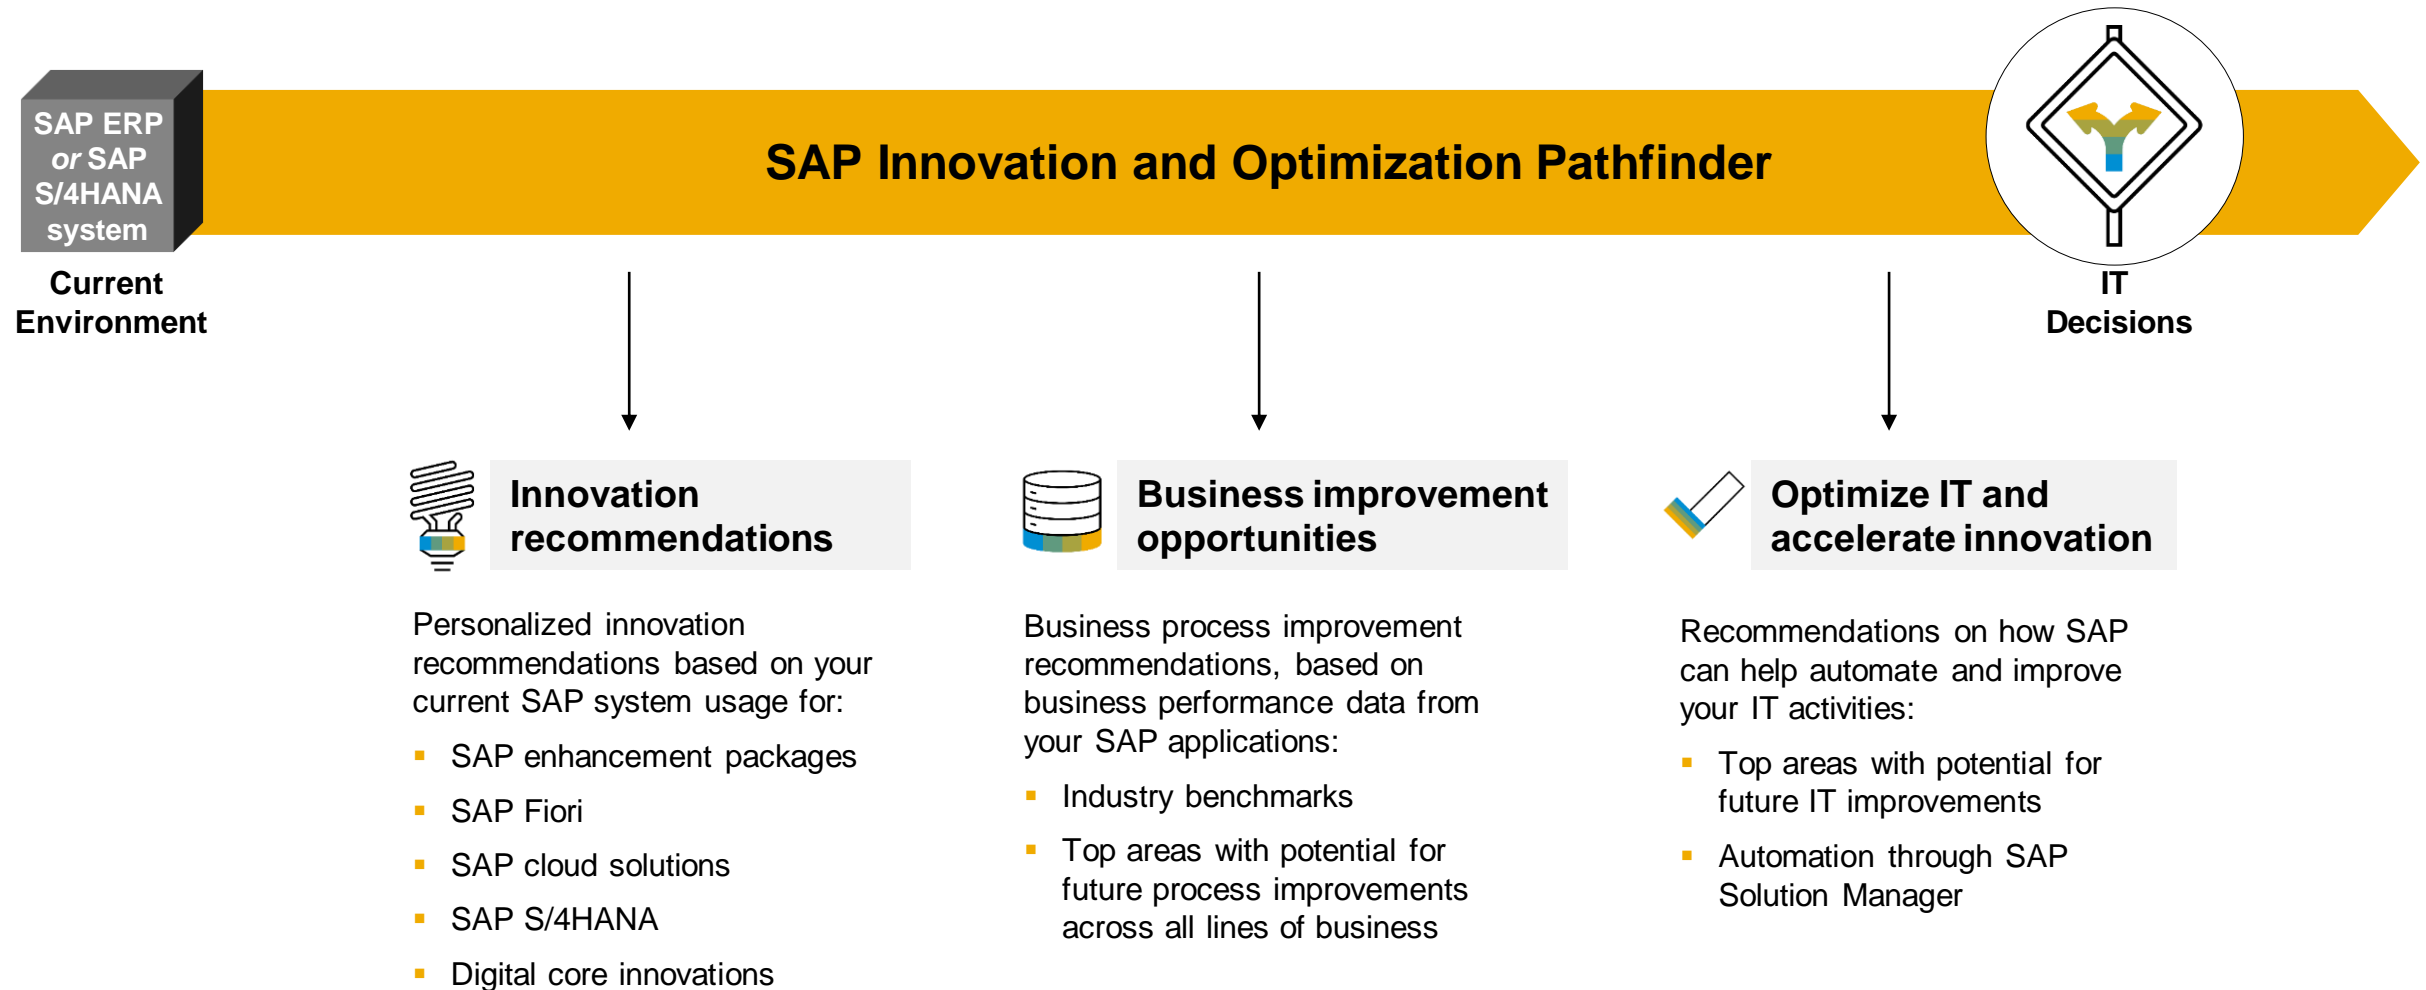 SAP ERP
or SAP
S/4HANA
system
Current
Environment
SAP Innovation and Optimization Pathfinder
IT
Decisions
Innovation
recommendations
Personalized innovation
recommendations based on your
current SAP system usage for:
SAP enhancement packages
SAP Fiori
SAP cloud solutions
SAP S/4HANA
Digital core innovations
Business improvement
opportunities
Business process improvement
recommendations, based on
business performance data from
your SAP applications:
Industry benchmarks
Top areas with potential for
future process improvements
across all lines of business
Optimize IT and
accelerate innovation
Recommendations on how SAP
can help automate and improve
your IT activities:
Top areas with potential for
future IT improvements
Automation through SAP
Solution Manager